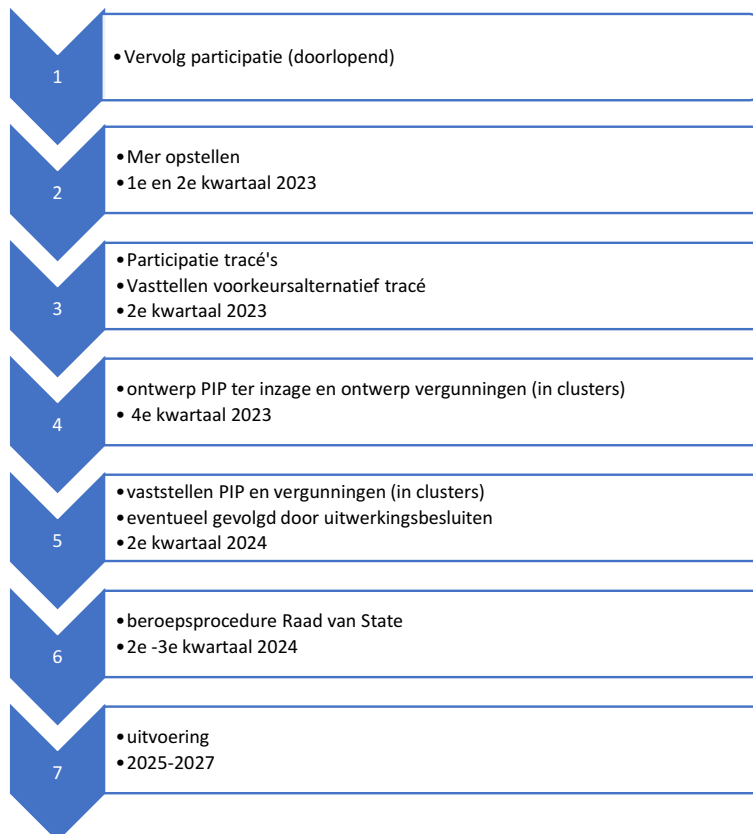 1
•Vervolg participatie (doorlopend)
2
•Mer opstellen
•1e en 2e kwartaal 2023
3
•Participatie tracé's
•Vasttellen voorkeursalternatief tracé
•2e kwartaal 2023
4
•ontwerp PIP ter inzage en ontwerp vergunningen (in clusters)
• 4e kwartaal 2023
5
•vaststellen PIP en vergunningen (in clusters)
•eventueel gevolgd door uitwerkingsbesluiten
•2e kwartaal 2024
6
•beroepsprocedure Raad van State
•2e -3e kwartaal 2024
7
•uitvoering
•2025-2027